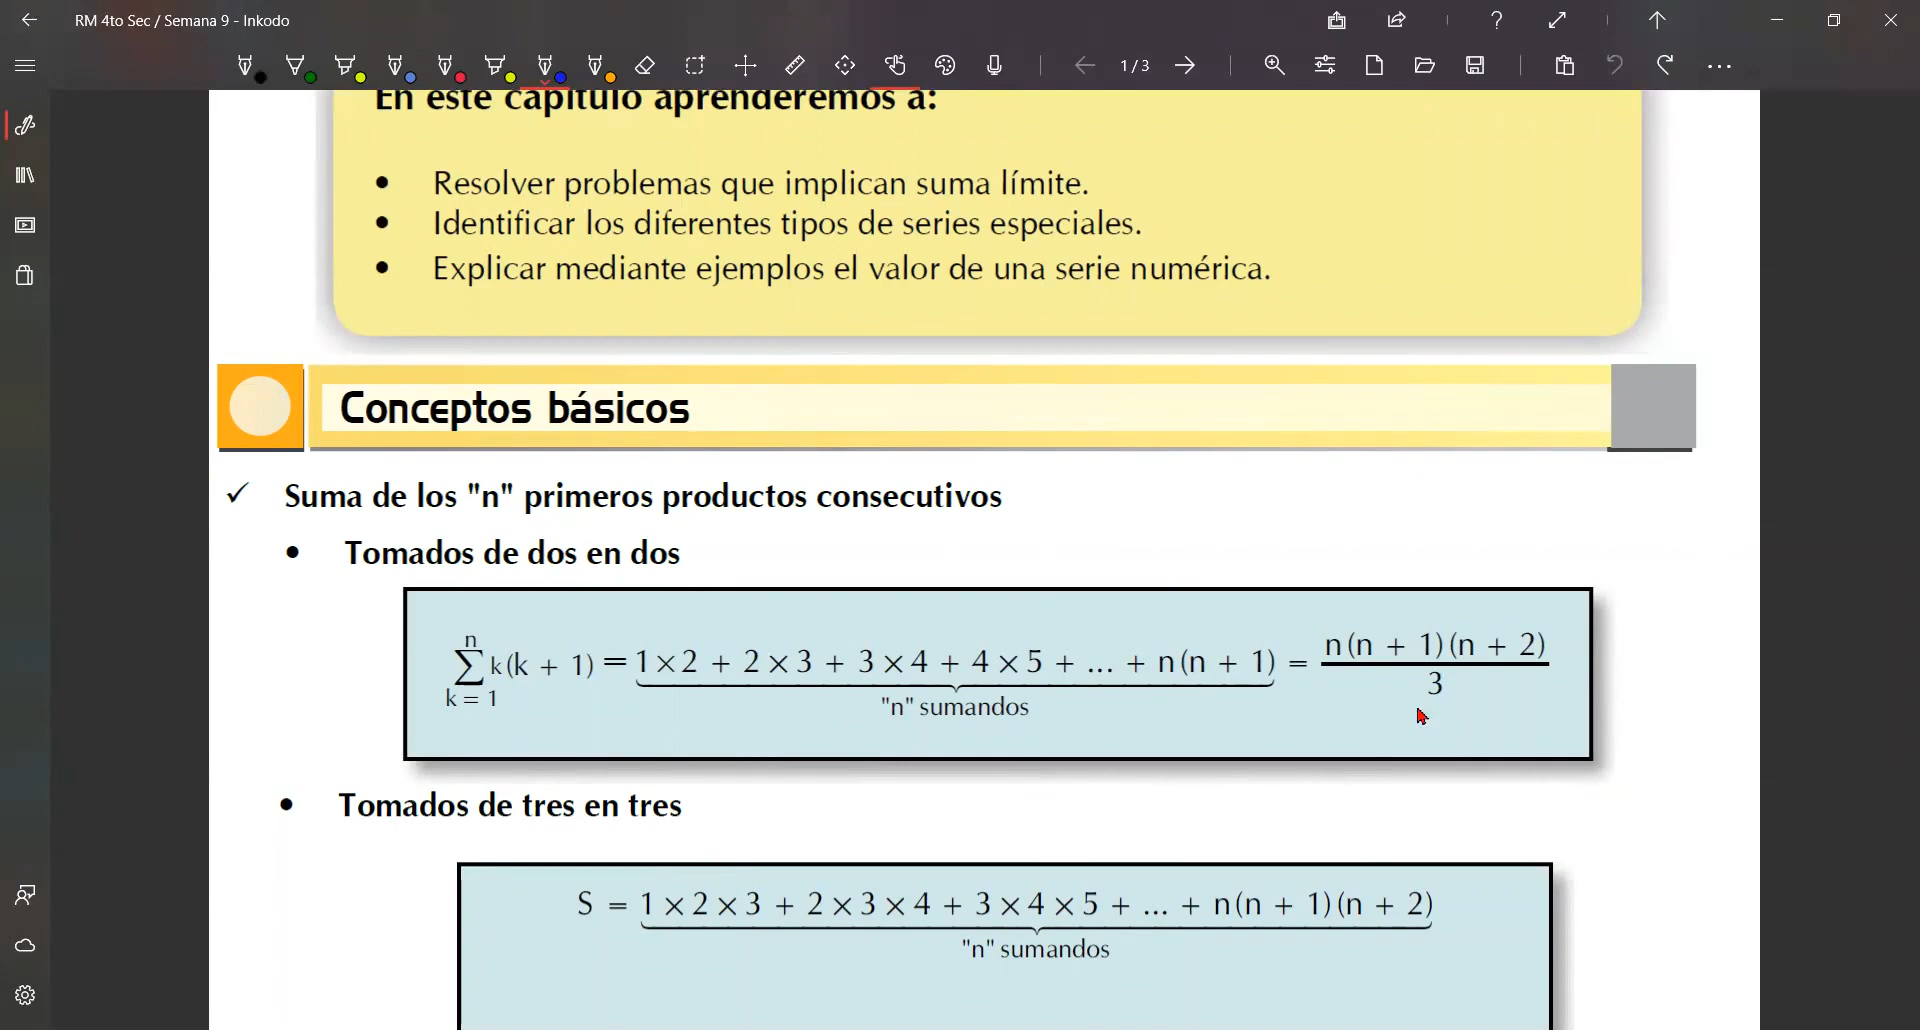 RM 4to Sec / Semana 9 - Inkodo
1 / 3
En este capítulo aprenderemos a:
• Resolver problemas que implican suma límite.
• Identificar los diferentes tipos de series especiales.
• Explicar mediante ejemplos el valor de una serie numérica.
Conceptos básicos
✓ Suma de los "n" primeros productos consecutivos
• Tomados de dos en dos
n
∑ k(k + 1) = 1×2 + 2×3 + 3×4 + 4×5 + ... + n(n + 1) = n(n + 1)(n + 2) / 3
k = 1
"n" sumandos
• Tomados de tres en tres
S = 1×2×3 + 2×3×4 + 3×4×5 + ... + n(n + 1)(n + 2)
"n" sumandos